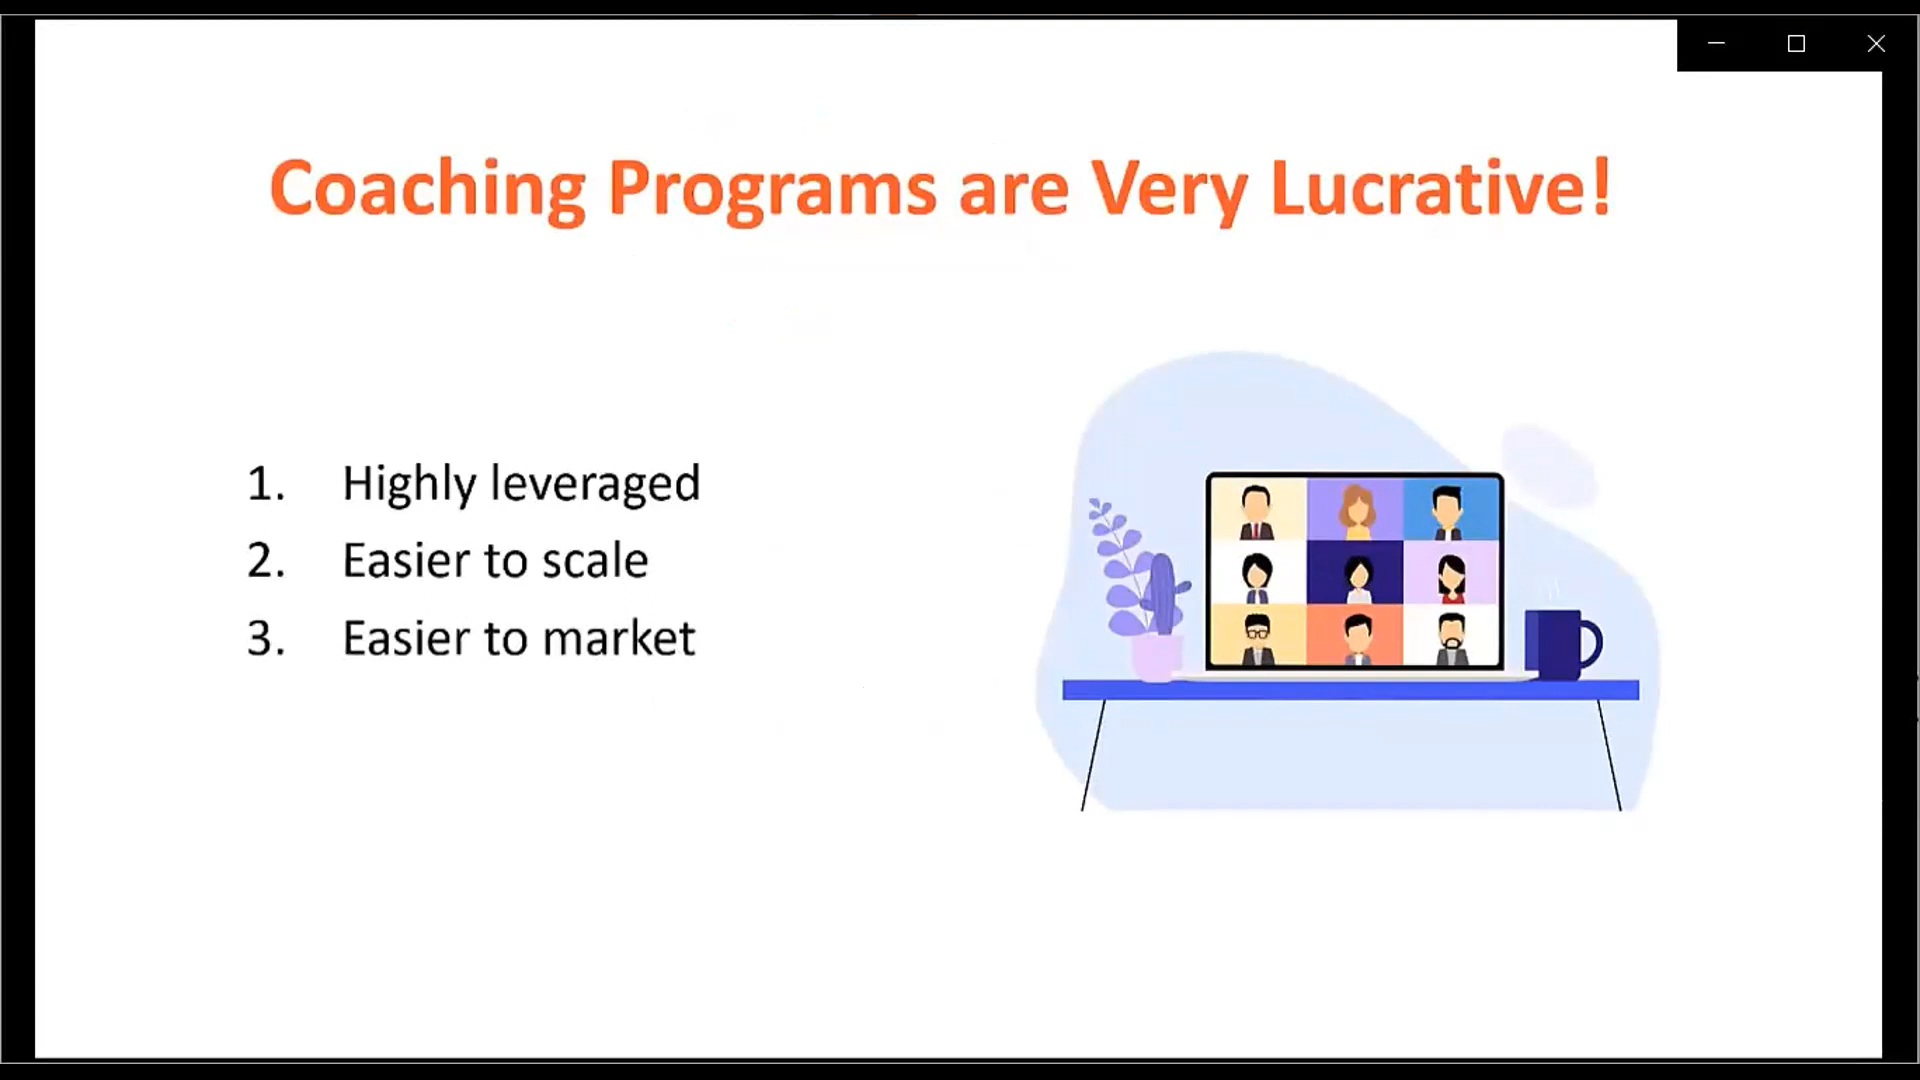 Coaching Programs are Very Lucrative!
1. Highly leveraged
2. Easier to scale
3. Easier to market